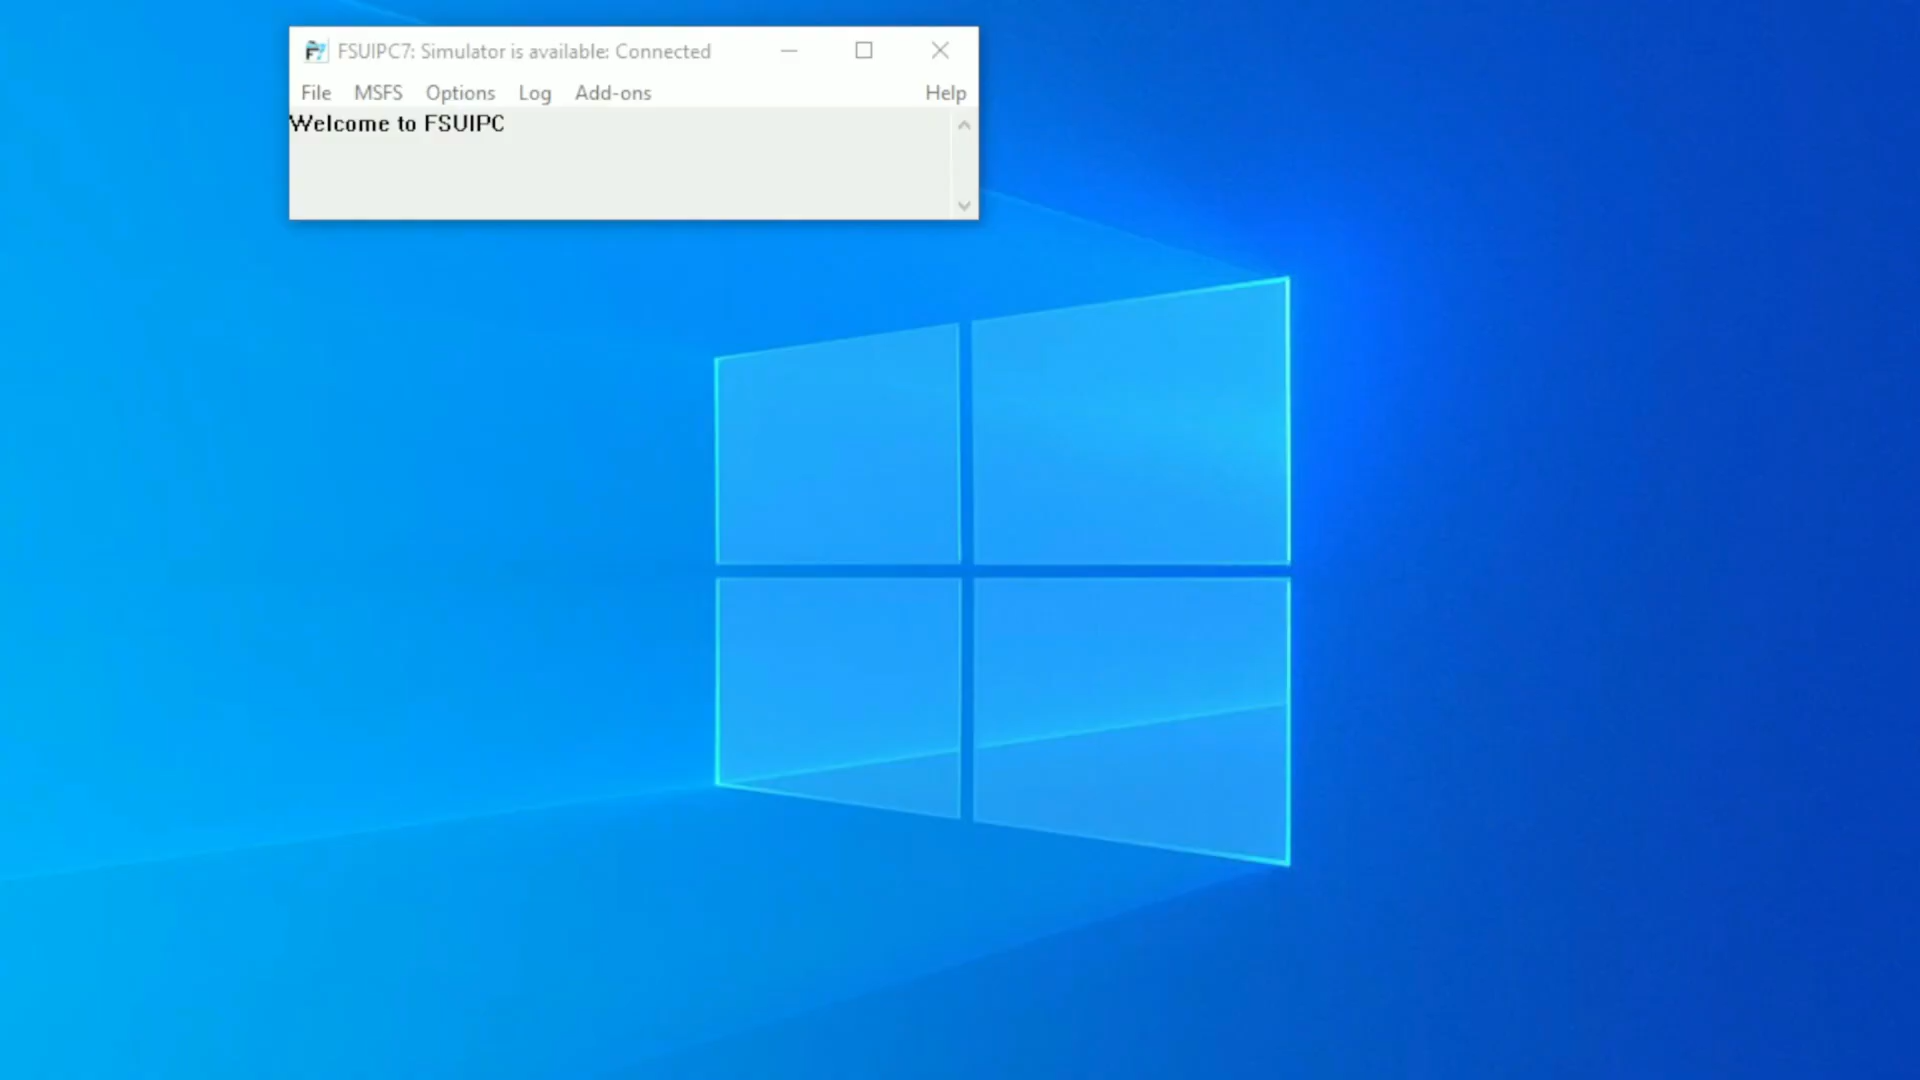 FSUIPC7: Simulator is available: Connected
File MSFS Options Log Add-ons Help
Welcome to FSUIPC